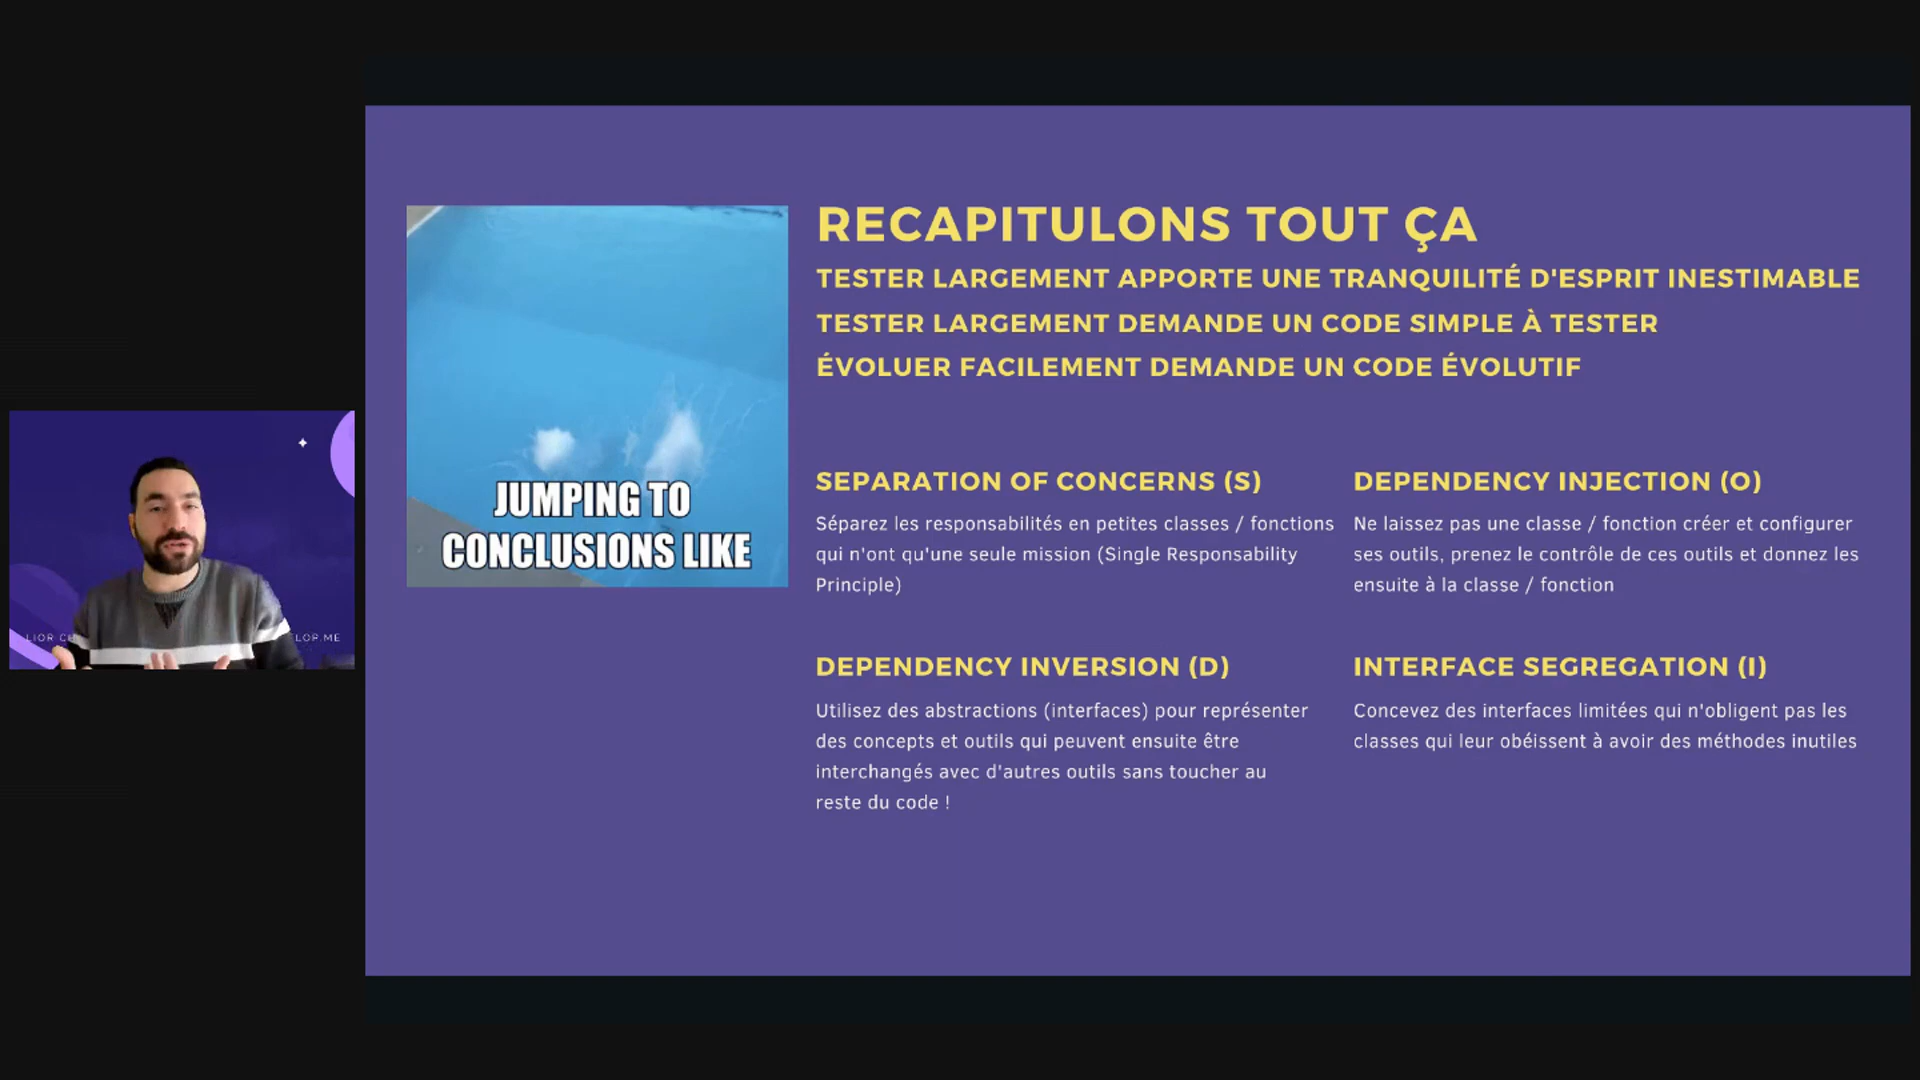 RECAPITULONS TOUT ÇA
TESTER LARGEMENT APPORTE UNE TRANQUILITÉ D'ESPRIT INESTIMABLE
TESTER LARGEMENT DEMANDE UN CODE SIMPLE À TESTER
ÉVOLUER FACILEMENT DEMANDE UN CODE ÉVOLUTIF
JUMPING TO
CONCLUSIONS LIKE
SEPARATION OF CONCERNS (S)
Séparez les responsabilités en petites classes / fonctions
qui n'ont qu'une seule mission (Single Responsability
Principle)
DEPENDENCY INJECTION (O)
Ne laissez pas une classe / fonction créer et configurer
ses outils, prenez le contrôle de ces outils et donnez les
ensuite à la classe / fonction
DEPENDENCY INVERSION (D)
Utilisez des abstractions (interfaces) pour représenter
des concepts et outils qui peuvent ensuite être
interchangés avec d'autres outils sans toucher au
reste du code !
INTERFACE SEGREGATION (I)
Concevez des interfaces limitées qui n'obligent pas les
classes qui leur obéissent à avoir des méthodes inutiles
LIOR